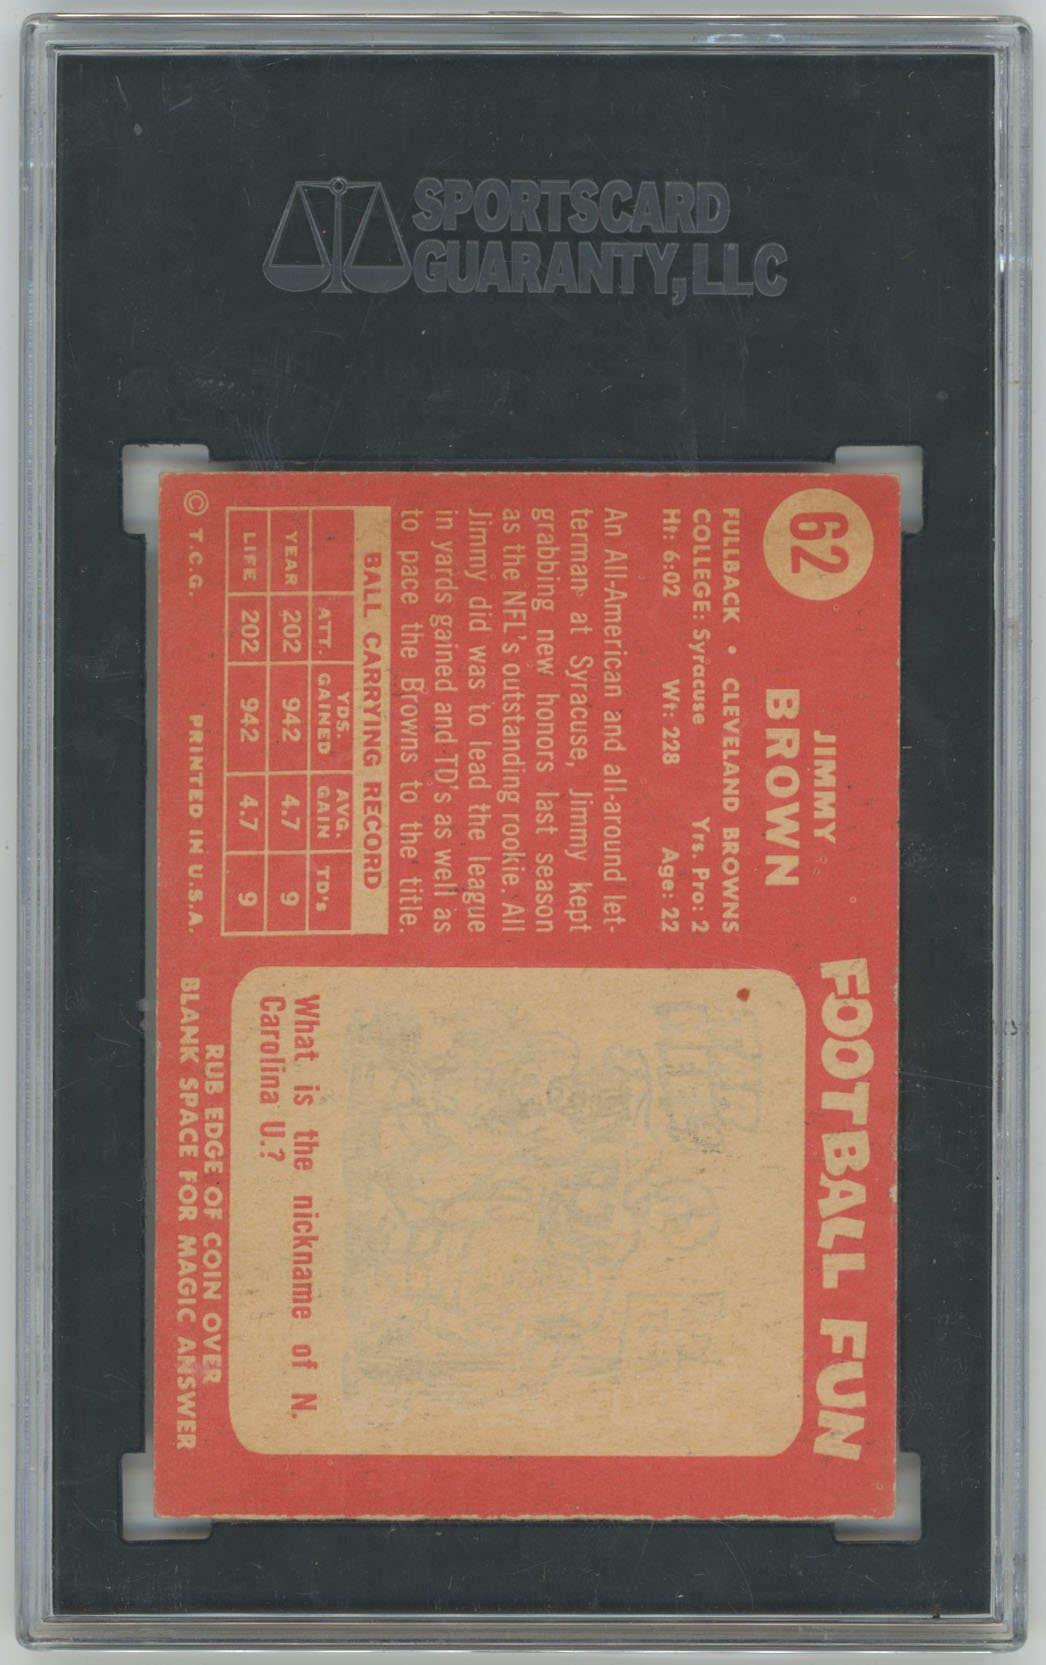 SPORTSCARD
GUARANTY, LLC
62
JIMMY
BROWN
FULLBACK • CLEVELAND BROWNS
COLLEGE: Syracuse Yrs. Pro: 2
Ht: 6:02 Wt: 228 Age: 22
An All-American and all-around let-
terman at Syracuse, Jimmy kept
grabbing new honors last season
as the NFL's outstanding rookie. All
Jimmy did was to lead the league
in yards gained and TD's as well as
to pace the Browns to the title.
BALL CARRYING RECORD
ATT. YDS. GAINED AVG. GAIN TD's
YEAR 202 942 4.7 9
LIFE 202 942 4.7 9
© T.C.G. PRINTED IN U.S.A.
FOOTBALL FUN
What is the nickname of N.
Carolina U.?
RUB EDGE OF COIN OVER
BLANK SPACE FOR MAGIC ANSWER